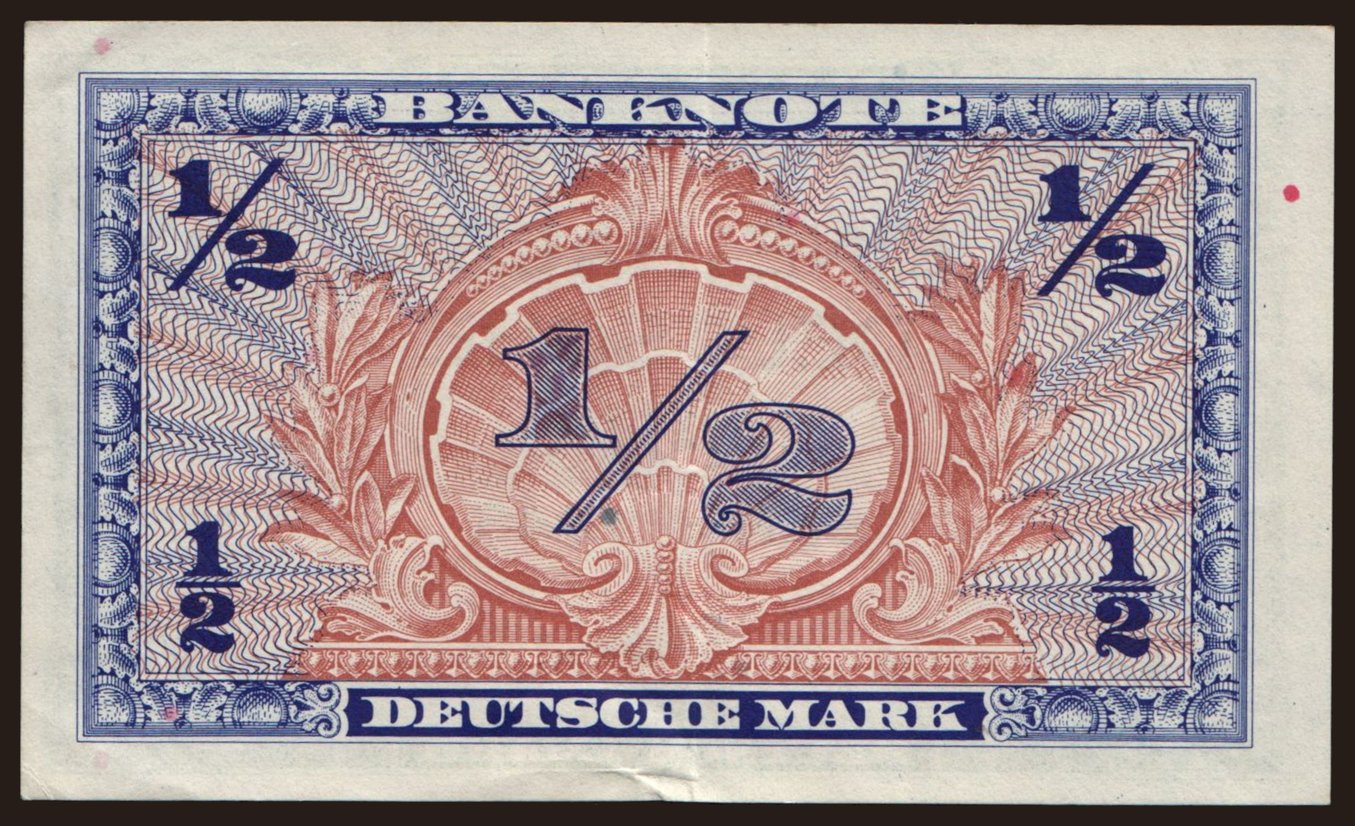 BANKNOTE
1/2 1/2
1/2
1/2 1/2
DEUTSCHE MARK